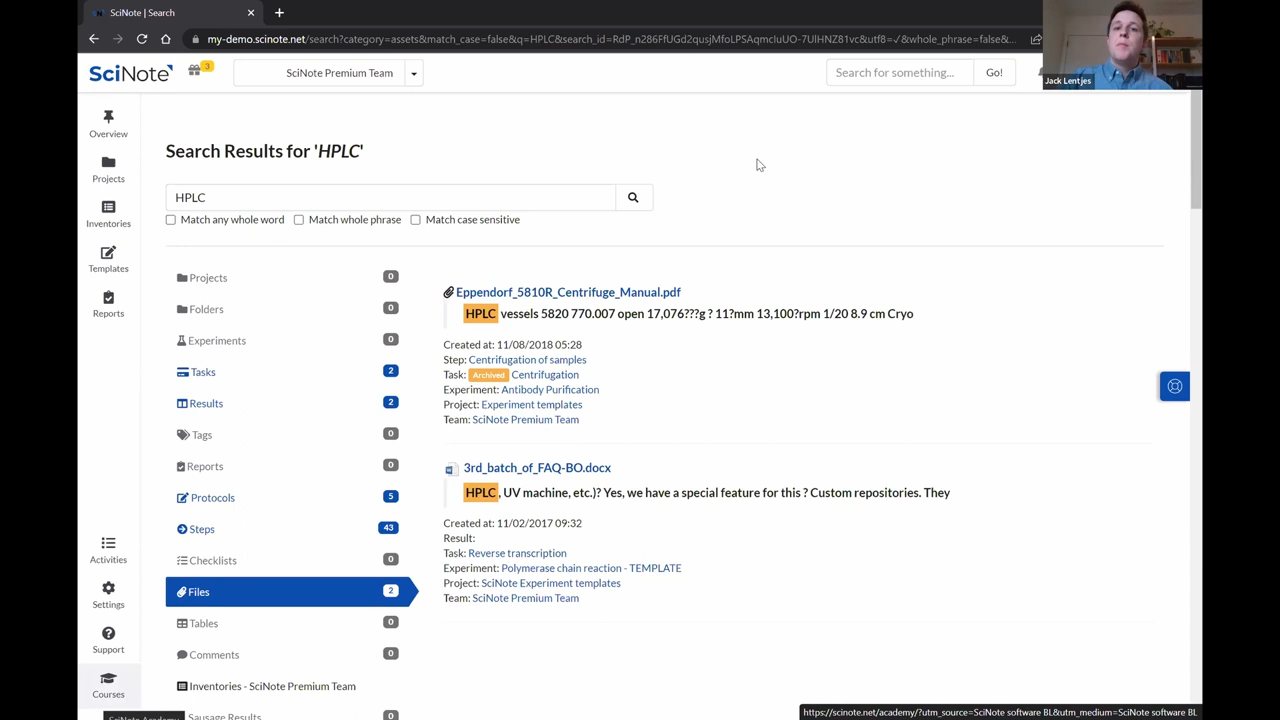 SciNote | Search
my-demo.scinote.net/search?category=assets&match_case=false&q=HPLC&search_id=RdP_n286FfUGd2qusjMfoLPSAqmcIuUO-7UIHNZ81vc&utf8=✓&whole_phrase=false&...
Jack Lentjes
SciNote
3
SciNote Premium Team
Search for something...
Go!
Overview
Projects
Inventories
Templates
Reports
Activities
Settings
Support
Courses
SciNote Academy
Search Results for 'HPLC'
HPLC
Match any whole word
Match whole phrase
Match case sensitive
Projects 0
Folders 0
Experiments 0
Tasks 2
Results 2
Tags 0
Reports 0
Protocols 5
Steps 43
Checklists 0
Files 2
Tables 0
Comments 0
Inventories - SciNote Premium Team
Sausage Results 0
Eppendorf_5810R_Centrifuge_Manual.pdf
HPLC vessels 5820 770.007 open 17,076???g ? 11?mm 13,100?rpm 1/20 8.9 cm Cryo
Created at: 11/08/2018 05:28
Step: Centrifugation of samples
Task: Archived Centrifugation
Experiment: Antibody Purification
Project: Experiment templates
Team: SciNote Premium Team
3rd_batch_of_FAQ-BO.docx
HPLC, UV machine, etc.)? Yes, we have a special feature for this ? Custom repositories. They
Created at: 11/02/2017 09:32
Result:
Task: Reverse transcription
Experiment: Polymerase chain reaction - TEMPLATE
Project: SciNote Experiment templates
Team: SciNote Premium Team
https://scinote.net/academy/?utm_source=SciNote software BL&utm_medium=SciNote software BL